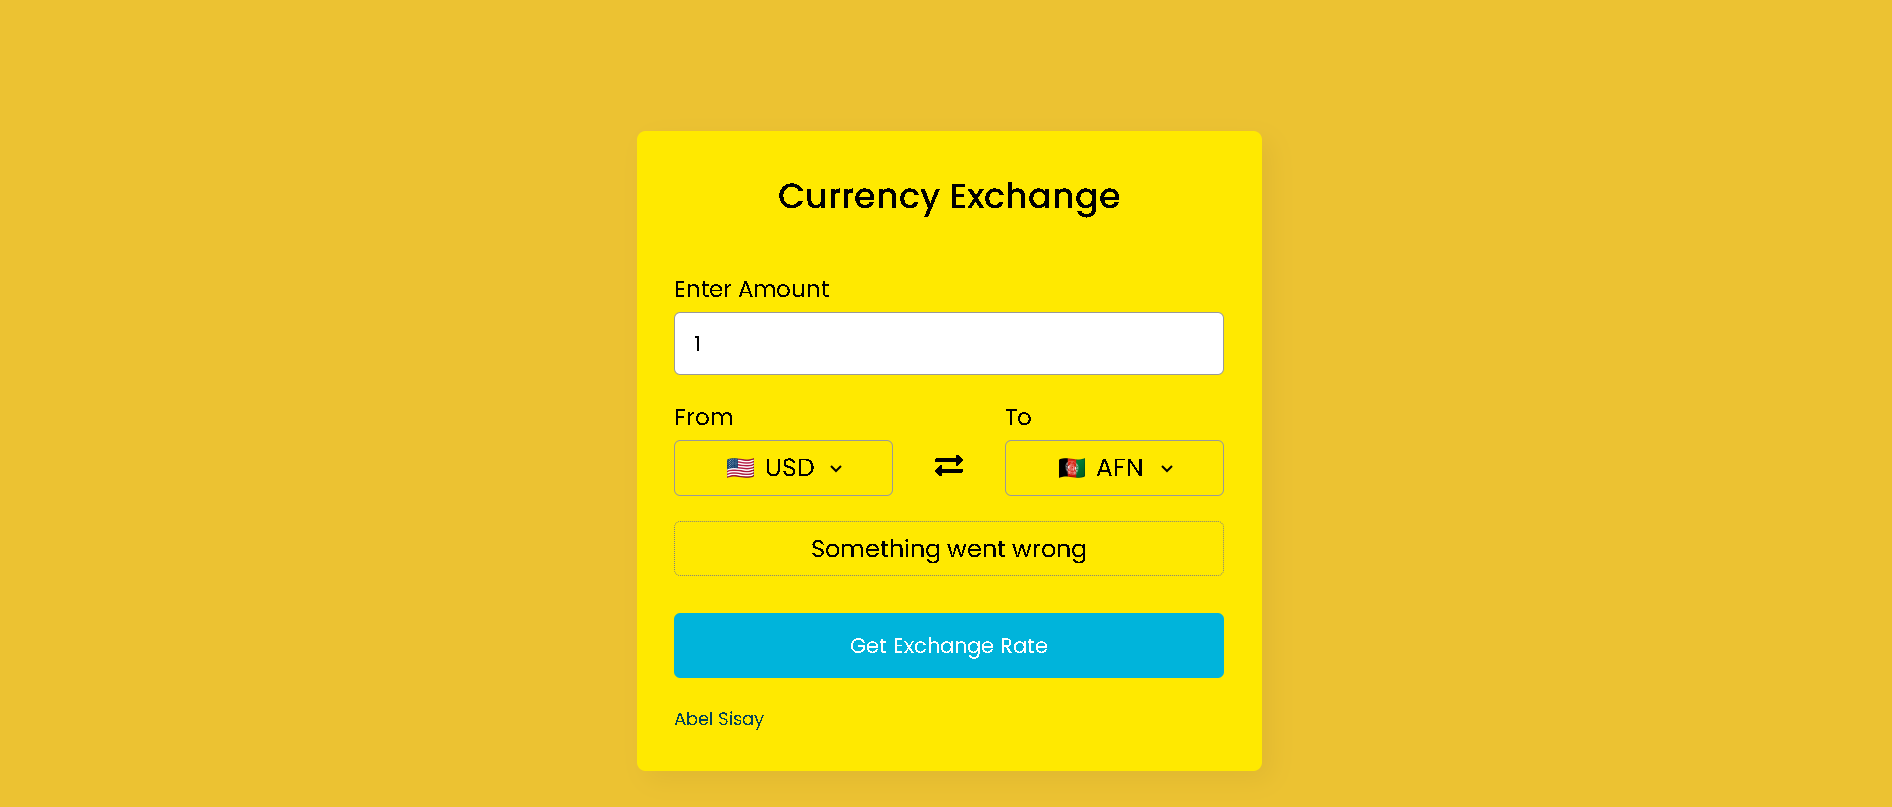 Currency Exchange
Enter Amount
1
From To
USD AFN
Something went wrong
Get Exchange Rate
Abel Sisay